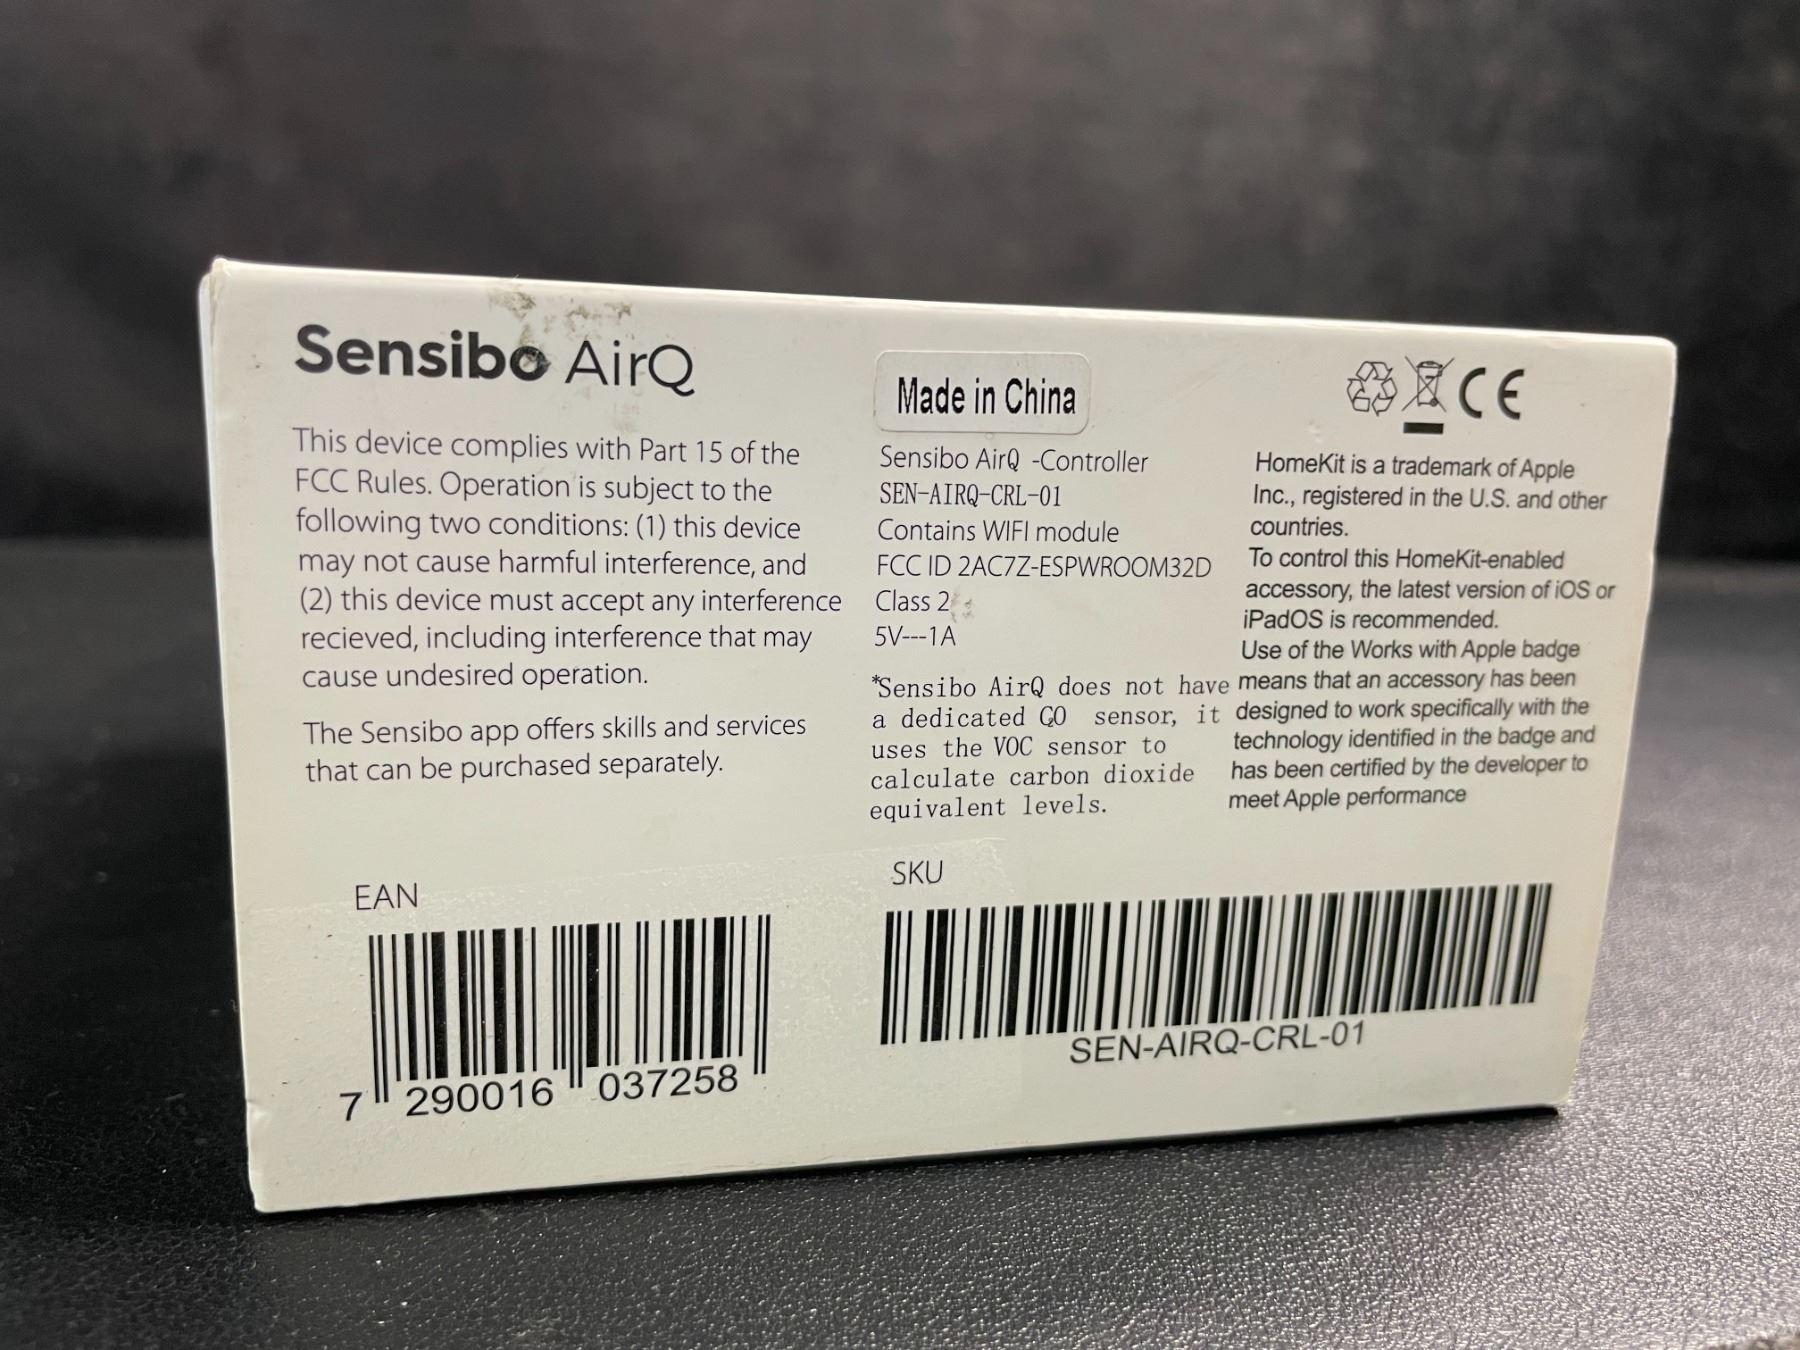 Sensibo AirQ
This device complies with Part 15 of the
FCC Rules. Operation is subject to the
following two conditions: (1) this device
may not cause harmful interference, and
(2) this device must accept any interference
recieved, including interference that may
cause undesired operation.
The Sensibo app offers skills and services
that can be purchased separately.
Made in China
Sensibo AirQ -Controller
SEN-AIRQ-CRL-01
Contains WIFI module
FCC ID 2AC7Z-ESPWROOM32D
Class 2
5V---1A
*Sensibo AirQ does not have
a dedicated CO₂ sensor, it
uses the VOC sensor to
calculate carbon dioxide
equivalent levels.
CE
HomeKit is a trademark of Apple
Inc., registered in the U.S. and other
countries.
To control this HomeKit-enabled
accessory, the latest version of iOS or
iPadOS is recommended.
Use of the Works with Apple badge
means that an accessory has been
designed to work specifically with the
technology identified in the badge and
has been certified by the developer to
meet Apple performance
EAN
7 290016 037258
SKU
SEN-AIRQ-CRL-01